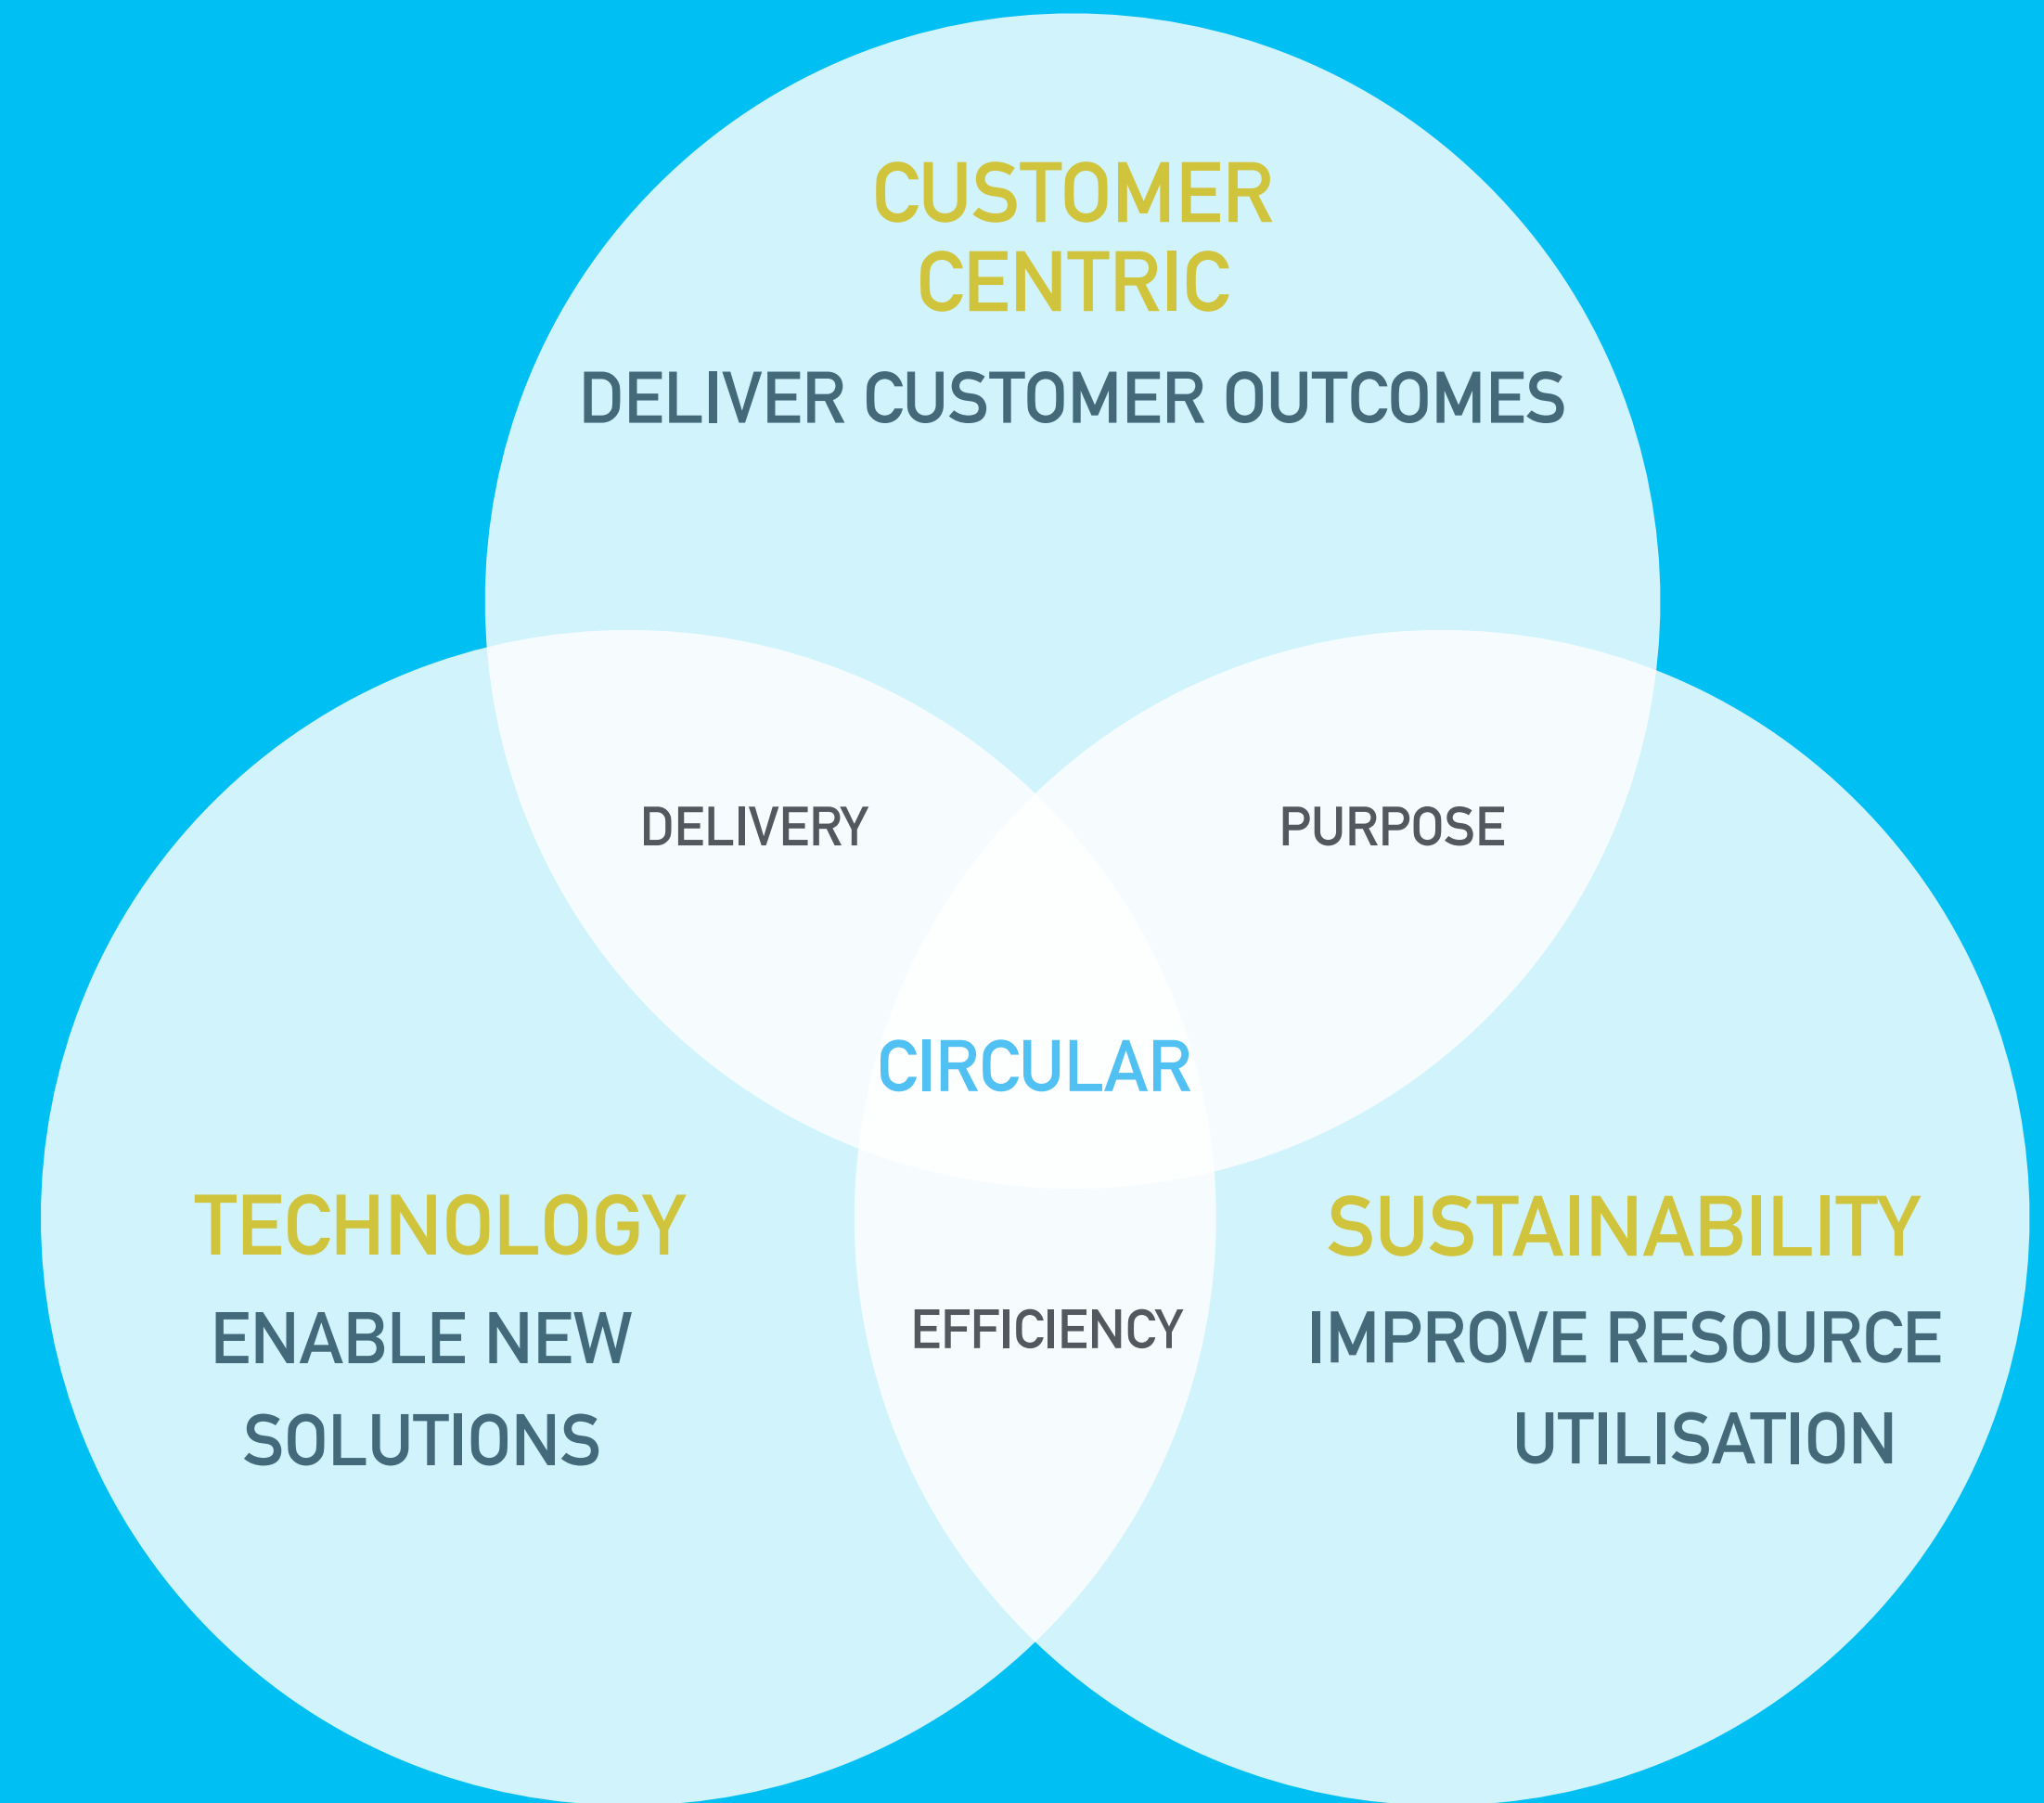 CUSTOMER
CENTRIC
DELIVER CUSTOMER OUTCOMES
DELIVERY
PURPOSE
CIRCULAR
TECHNOLOGY
ENABLE NEW
SOLUTIONS
EFFICIENCY
SUSTAINABILITY
IMPROVE RESOURCE
UTILISATION